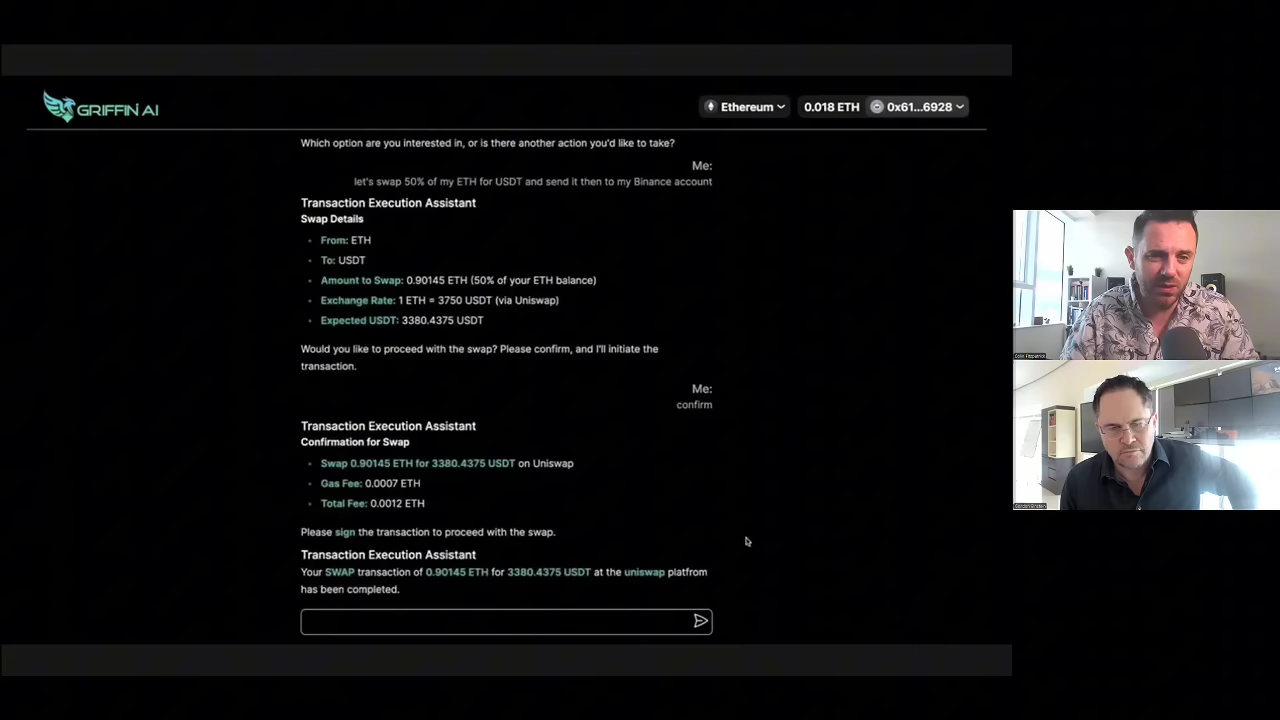 GRIFFIN AI
Ethereum
0.018 ETH
0x61...6928
Which option are you interested in, or is there another action you'd like to take?
Me:
let's swap 50% of my ETH for USDT and send it then to my Binance account
Transaction Execution Assistant
Swap Details
From: ETH
To: USDT
Amount to Swap: 0.90145 ETH (50% of your ETH balance)
Exchange Rate: 1 ETH = 3750 USDT (via Uniswap)
Expected USDT: 3380.4375 USDT
Would you like to proceed with the swap? Please confirm, and I'll initiate the
transaction.
Me:
confirm
Transaction Execution Assistant
Confirmation for Swap
Swap 0.90145 ETH for 3380.4375 USDT on Uniswap
Gas Fee: 0.0007 ETH
Total Fee: 0.0012 ETH
Please sign the transaction to proceed with the swap.
Transaction Execution Assistant
Your SWAP transaction of 0.90145 ETH for 3380.4375 USDT at the uniswap platfrom
has been completed.
Colin Fitzpatrick
Gordon Einstein